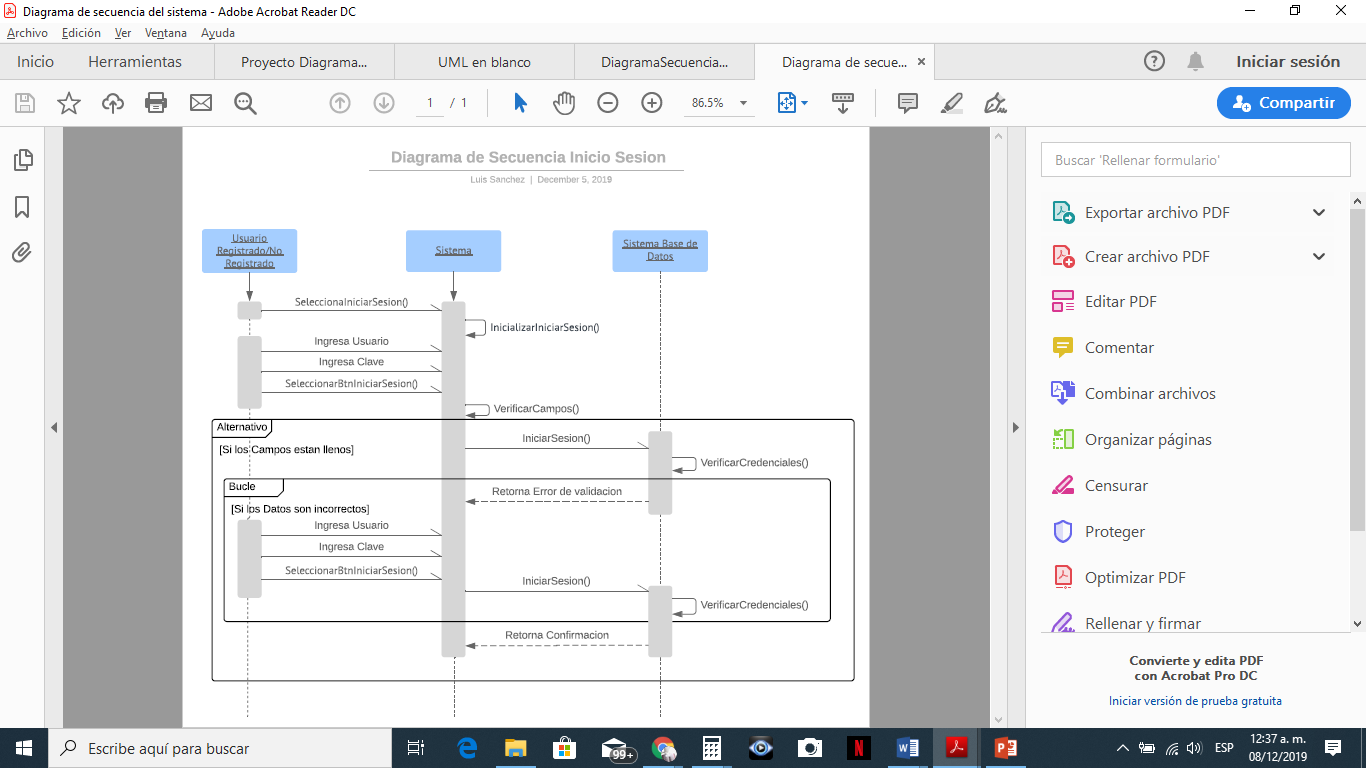 Diagrama de secuencia del sistema - Adobe Acrobat Reader DC
Archivo Edición Ver Ventana Ayuda
Inicio Herramientas Proyecto Diagrama... UML en blanco DiagramaSecuencia... Diagrama de secue... Iniciar sesión
1 / 1 86.5% Compartir
Diagrama de Secuencia Inicio Sesion
Luis Sanchez | December 5, 2019
Usuario
Registrado/No
Registrado
Sistema
Sistema Base de
Datos
SeleccionaIniciarSesion()
InicializarIniciarSesion()
Ingresa Usuario
Ingresa Clave
SeleccionarBtnIniciarSesion()
VerificarCampos()
Alternativo
[Si los Campos estan llenos]
IniciarSesion()
VerificarCredenciales()
Bucle
Retorna Error de validacion
[Si los Datos son incorrectos]
Ingresa Usuario
Ingresa Clave
SeleccionarBtnIniciarSesion()
IniciarSesion()
VerificarCredenciales()
Retorna Confirmacion
Buscar 'Rellenar formulario'
Exportar archivo PDF
Crear archivo PDF
Editar PDF
Comentar
Combinar archivos
Organizar páginas
Censurar
Proteger
Optimizar PDF
Rellenar y firmar
Convierte y edita PDF
con Acrobat Pro DC
Iniciar versión de prueba gratuita
Escribe aquí para buscar
99+
ESP
12:37 a. m.
08/12/2019